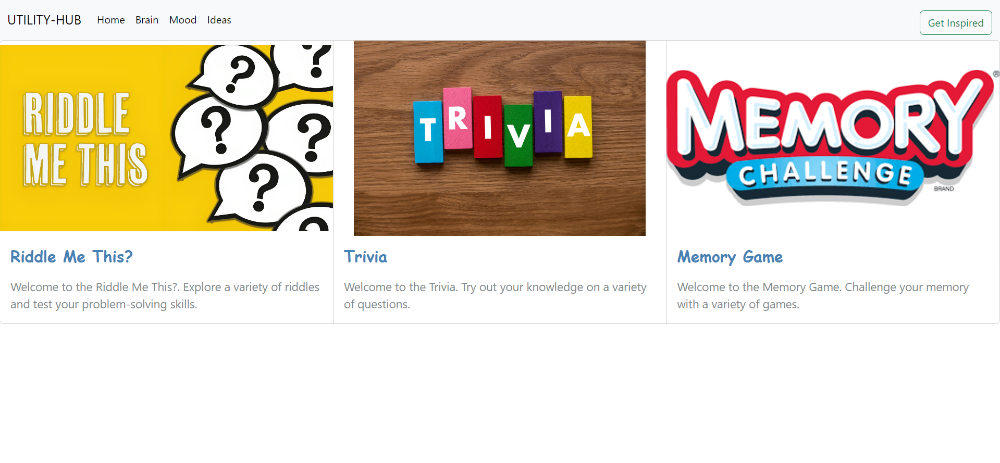 UTILITY-HUB Home Brain Mood Ideas Get Inspired
RIDDLE
ME THIS
? ? ? ? ? ?
TRIVIA
MEMORY ®
CHALLENGE
BRAND
Riddle Me This?
Welcome to the Riddle Me This?. Explore a variety of riddles
and test your problem-solving skills.
Trivia
Welcome to the Trivia. Try out your knowledge on a variety
of questions.
Memory Game
Welcome to the Memory Game. Challenge your memory
with a variety of games.